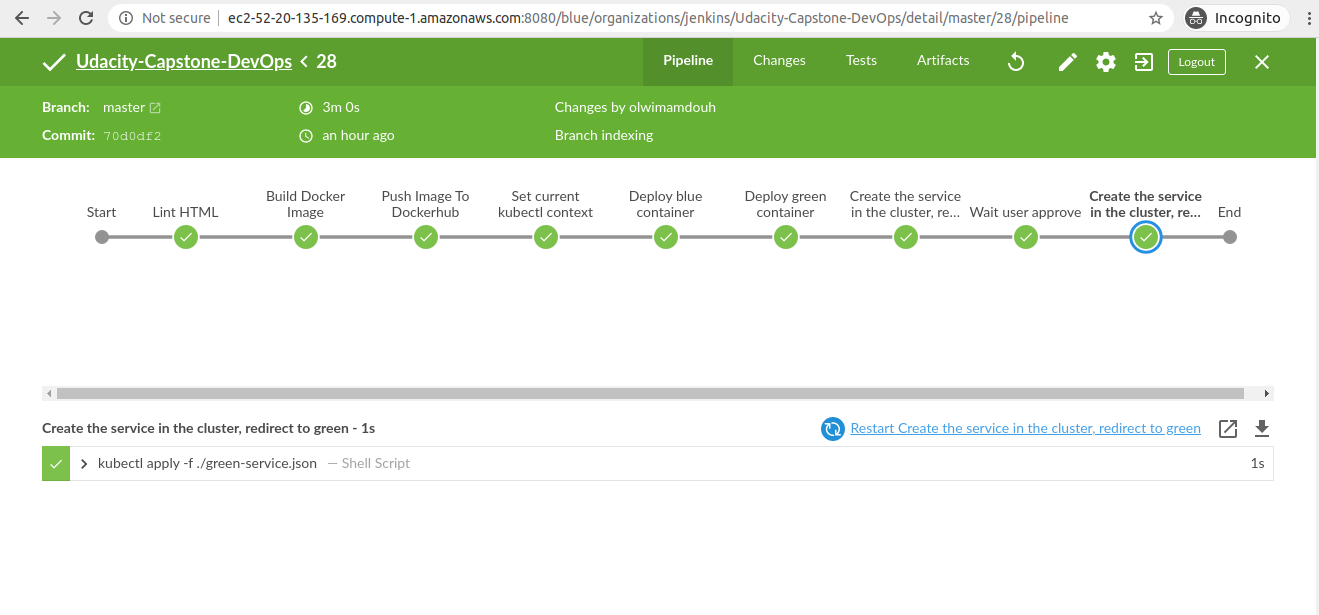 Not secure
ec2-52-20-135-169.compute-1.amazonaws.com:8080/blue/organizations/jenkins/Udacity-Capstone-DevOps/detail/master/28/pipeline
Incognito
Udacity-Capstone-DevOps < 28
Pipeline
Changes
Tests
Artifacts
Logout
Branch: master
3m 0s
Changes by olwimamdouh
Commit: 70d0df2
an hour ago
Branch indexing
Start
Lint HTML
Build Docker
Image
Push Image To
Dockerhub
Set current
kubectl context
Deploy blue
container
Deploy green
container
Create the service
in the cluster, re...
Wait user approve
Create the service
in the cluster, re...
End
Create the service in the cluster, redirect to green - 1s
Restart Create the service in the cluster, redirect to green
kubectl apply -f ./green-service.json — Shell Script
1s